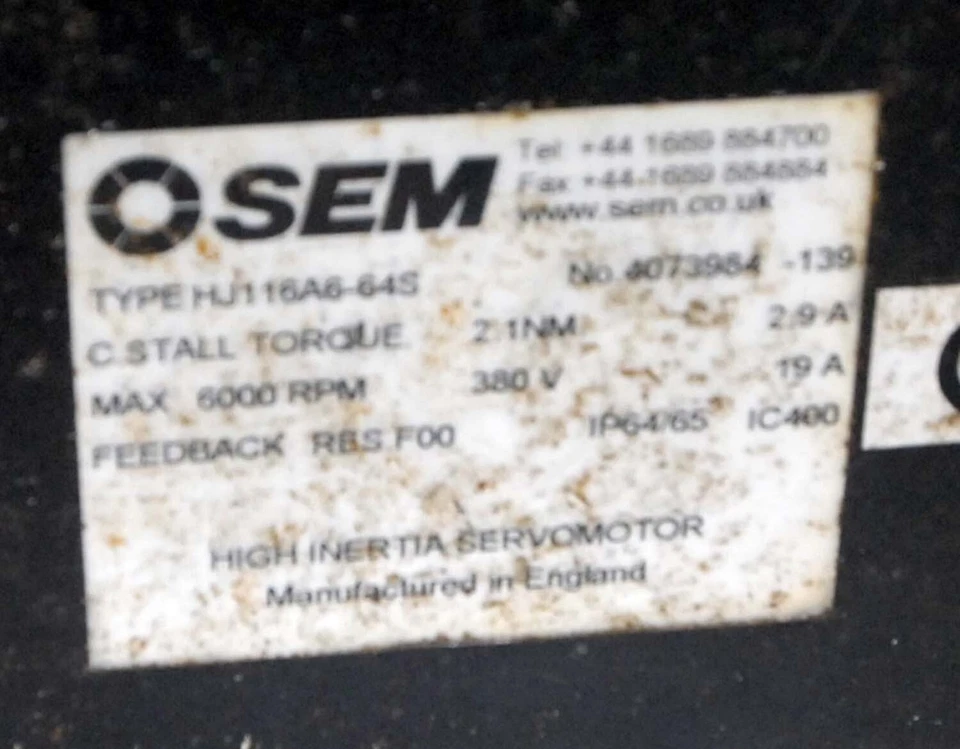 SEM
Tel: +44 1689 884700
Fax +44-1689 884884
www.sem.co.uk
TYPE HJ116A6-64S No 4073984 -139
C.STALL TORQUE 2.1NM 2.9 A
MAX 6000 RPM 380 V 19 A
FEEDBACK RBS.F00 IP64/65 IC400
HIGH INERTIA SERVOMOTOR
Manufactured in England